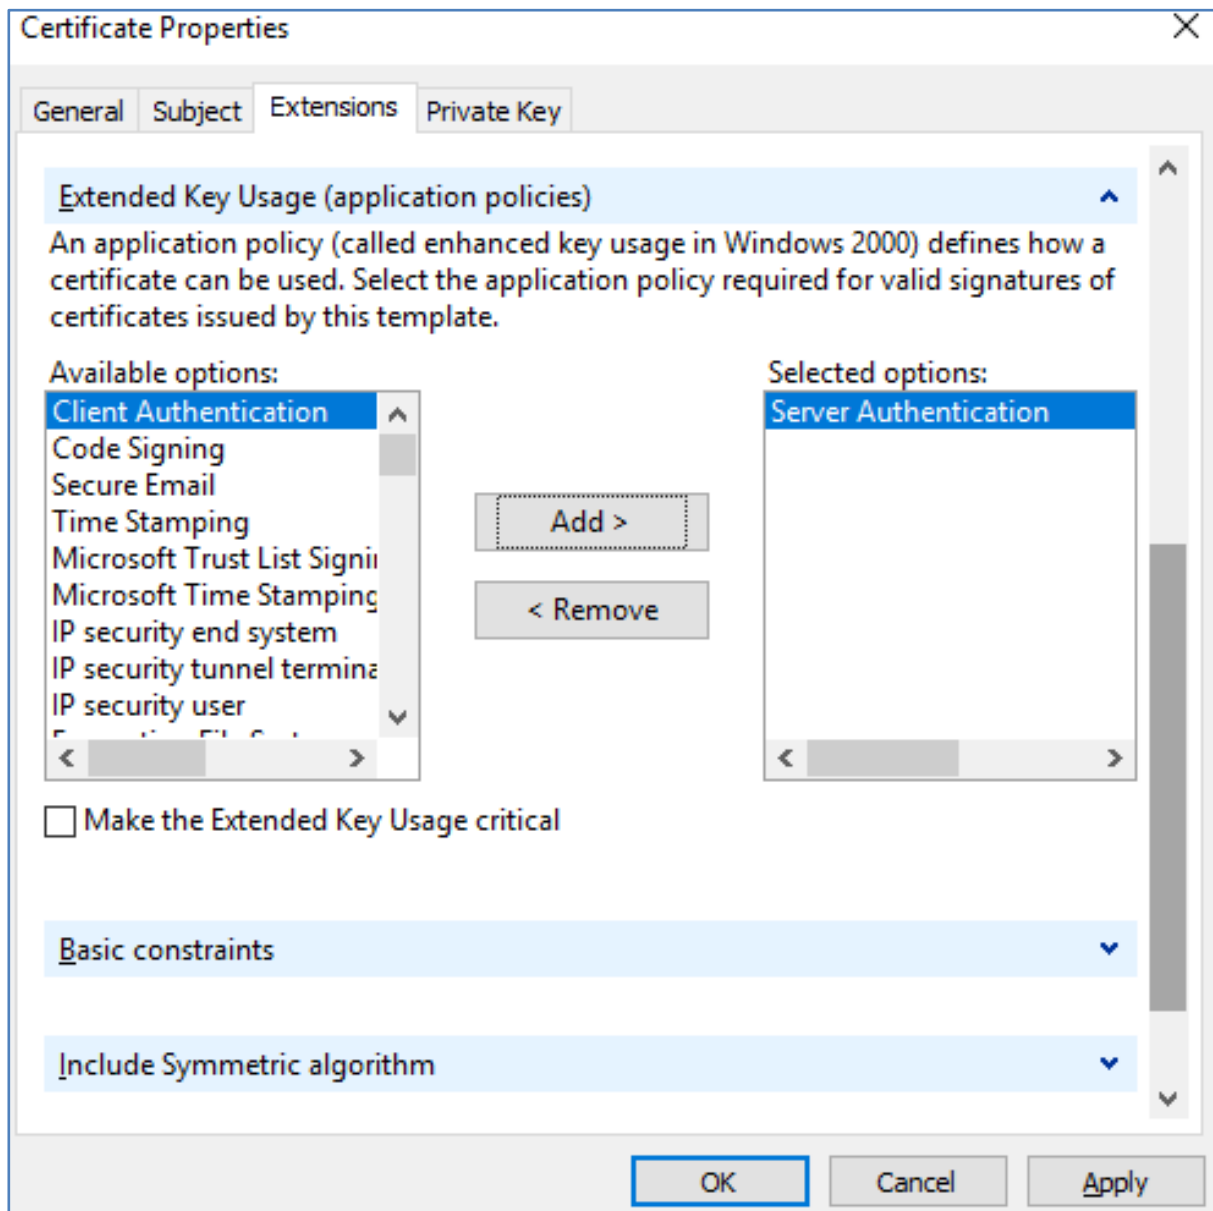 Certificate Properties
General Subject Extensions Private Key
Extended Key Usage (application policies)
An application policy (called enhanced key usage in Windows 2000) defines how a
certificate can be used. Select the application policy required for valid signatures of
certificates issued by this template.
Available options:
Client Authentication
Code Signing
Secure Email
Time Stamping
Microsoft Trust List Signin
Microsoft Time Stamping
IP security end system
IP security tunnel termina
IP security user
Add >
< Remove
Selected options:
Server Authentication
Make the Extended Key Usage critical
Basic constraints
Include Symmetric algorithm
OK Cancel Apply